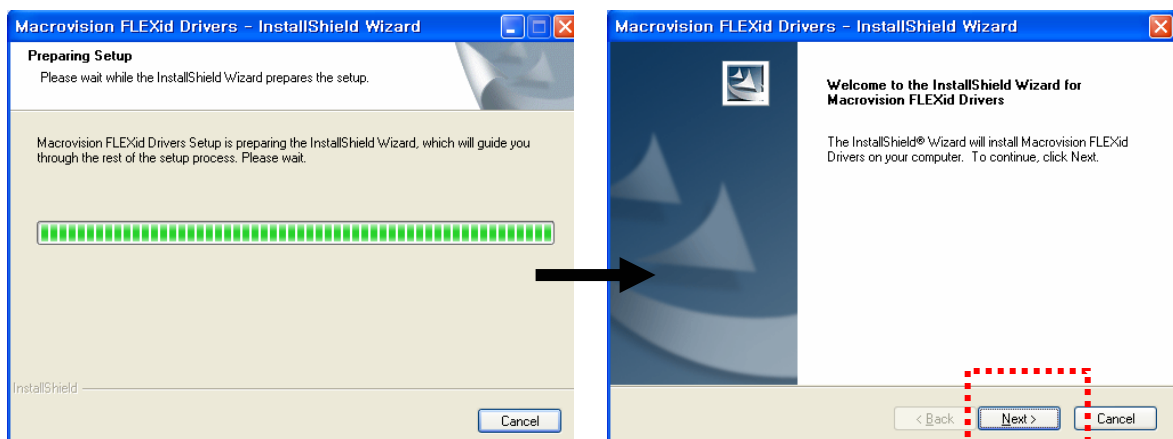 Macrovision FLEXid Drivers - InstallShield Wizard
Preparing Setup
Please wait while the InstallShield Wizard prepares the setup.
Macrovision FLEXid Drivers Setup is preparing the InstallShield Wizard, which will guide you
through the rest of the setup process. Please wait.
InstallShield
Cancel
Macrovision FLEXid Drivers - InstallShield Wizard
Welcome to the InstallShield Wizard for
Macrovision FLEXid Drivers
The InstallShield® Wizard will install Macrovision FLEXid
Drivers on your computer. To continue, click Next.
< Back
Next >
Cancel